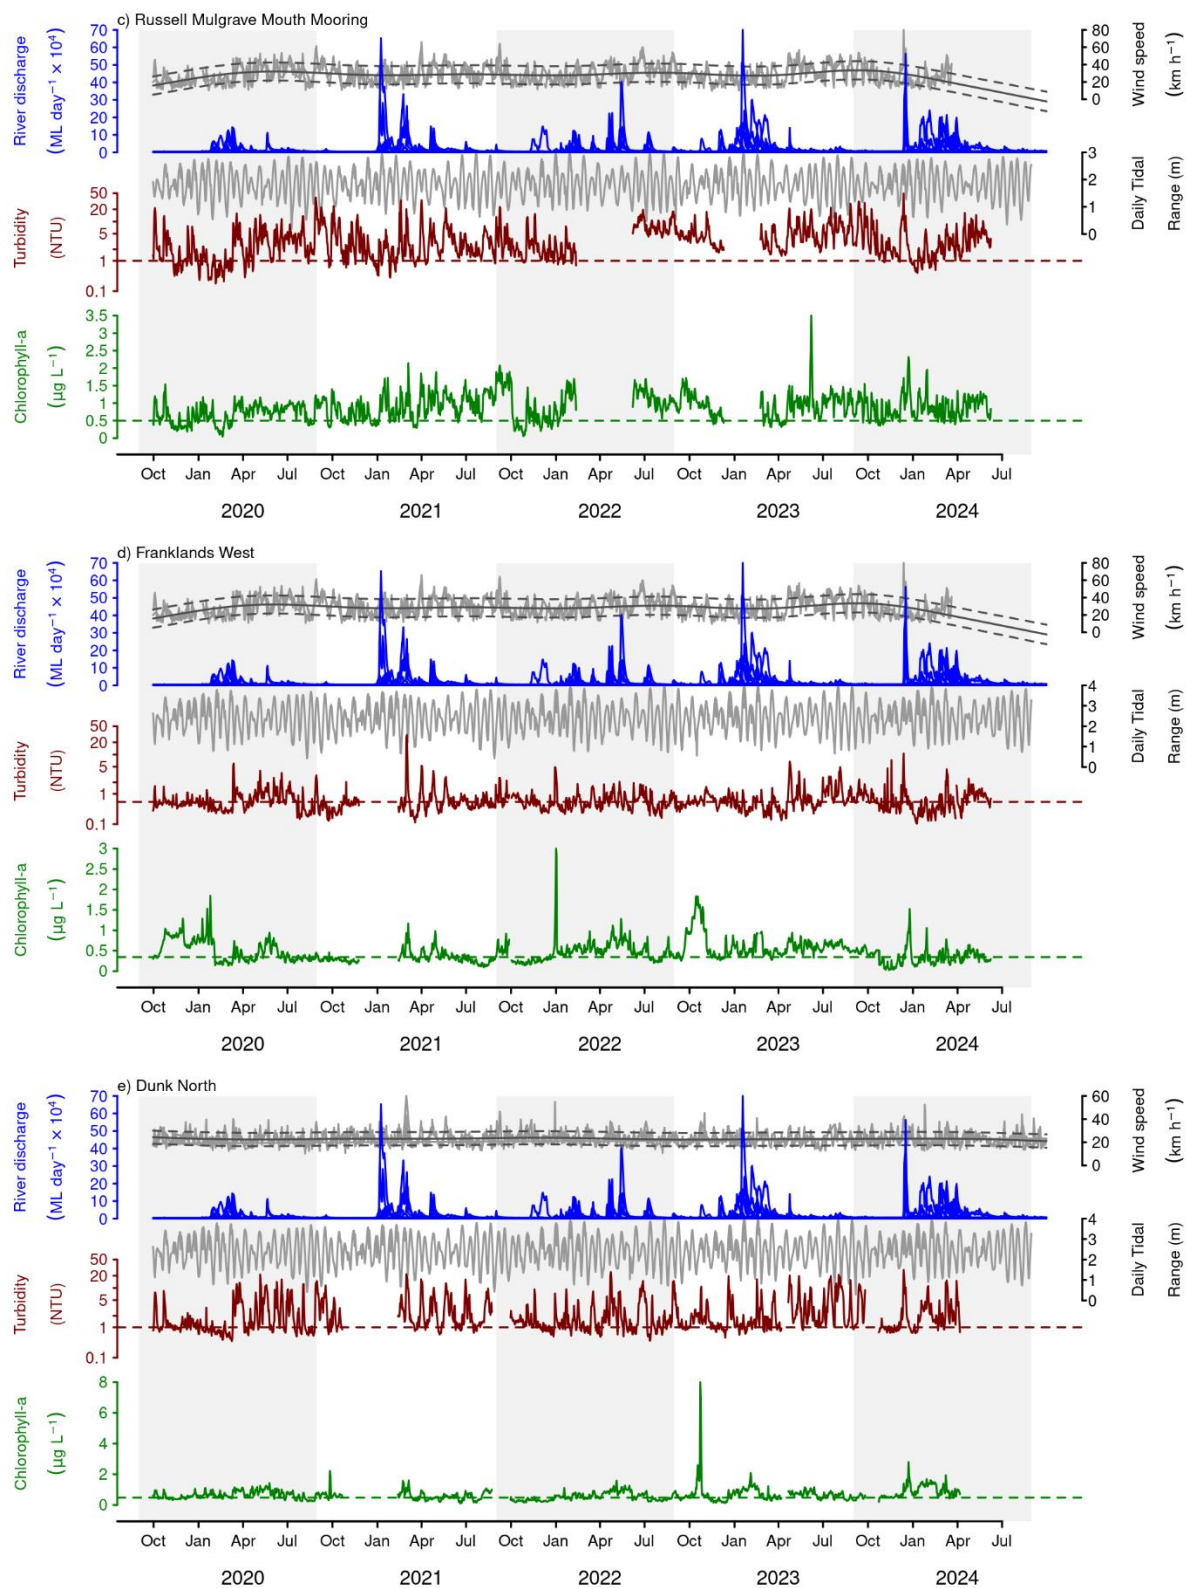 c) Russell Mulgrave Mouth Mooring
River discharge
(ML day⁻¹ × 10⁴)
70
60
50
40
30
20
10
0
80
60
40
20
0
Wind speed
(km h⁻¹)
3
2
1
0
Daily Tidal
Range (m)
Turbidity
(NTU)
50
20
5
1
0.1
Chlorophyll-a
(µg L⁻¹)
3.5
3
2.5
2
1.5
1
0.5
0
Oct Jan Apr Jul Oct Jan Apr Jul Oct Jan Apr Jul Oct Jan Apr Jul Oct Jan Apr Jul
2020 2021 2022 2023 2024
d) Franklands West
River discharge
(ML day⁻¹ × 10⁴)
70
60
50
40
30
20
10
0
80
60
40
20
0
Wind speed
(km h⁻¹)
4
3
2
1
0
Daily Tidal
Range (m)
Turbidity
(NTU)
50
20
5
1
0.1
Chlorophyll-a
(µg L⁻¹)
3
2.5
2
1.5
1
0.5
0
Oct Jan Apr Jul Oct Jan Apr Jul Oct Jan Apr Jul Oct Jan Apr Jul Oct Jan Apr Jul
2020 2021 2022 2023 2024
e) Dunk North
River discharge
(ML day⁻¹ × 10⁴)
70
60
50
40
30
20
10
0
60
40
20
0
Wind speed
(km h⁻¹)
4
3
2
1
0
Daily Tidal
Range (m)
Turbidity
(NTU)
50
20
5
1
0.1
Chlorophyll-a
(µg L⁻¹)
8
6
4
2
0
Oct Jan Apr Jul Oct Jan Apr Jul Oct Jan Apr Jul Oct Jan Apr Jul Oct Jan Apr Jul
2020 2021 2022 2023 2024